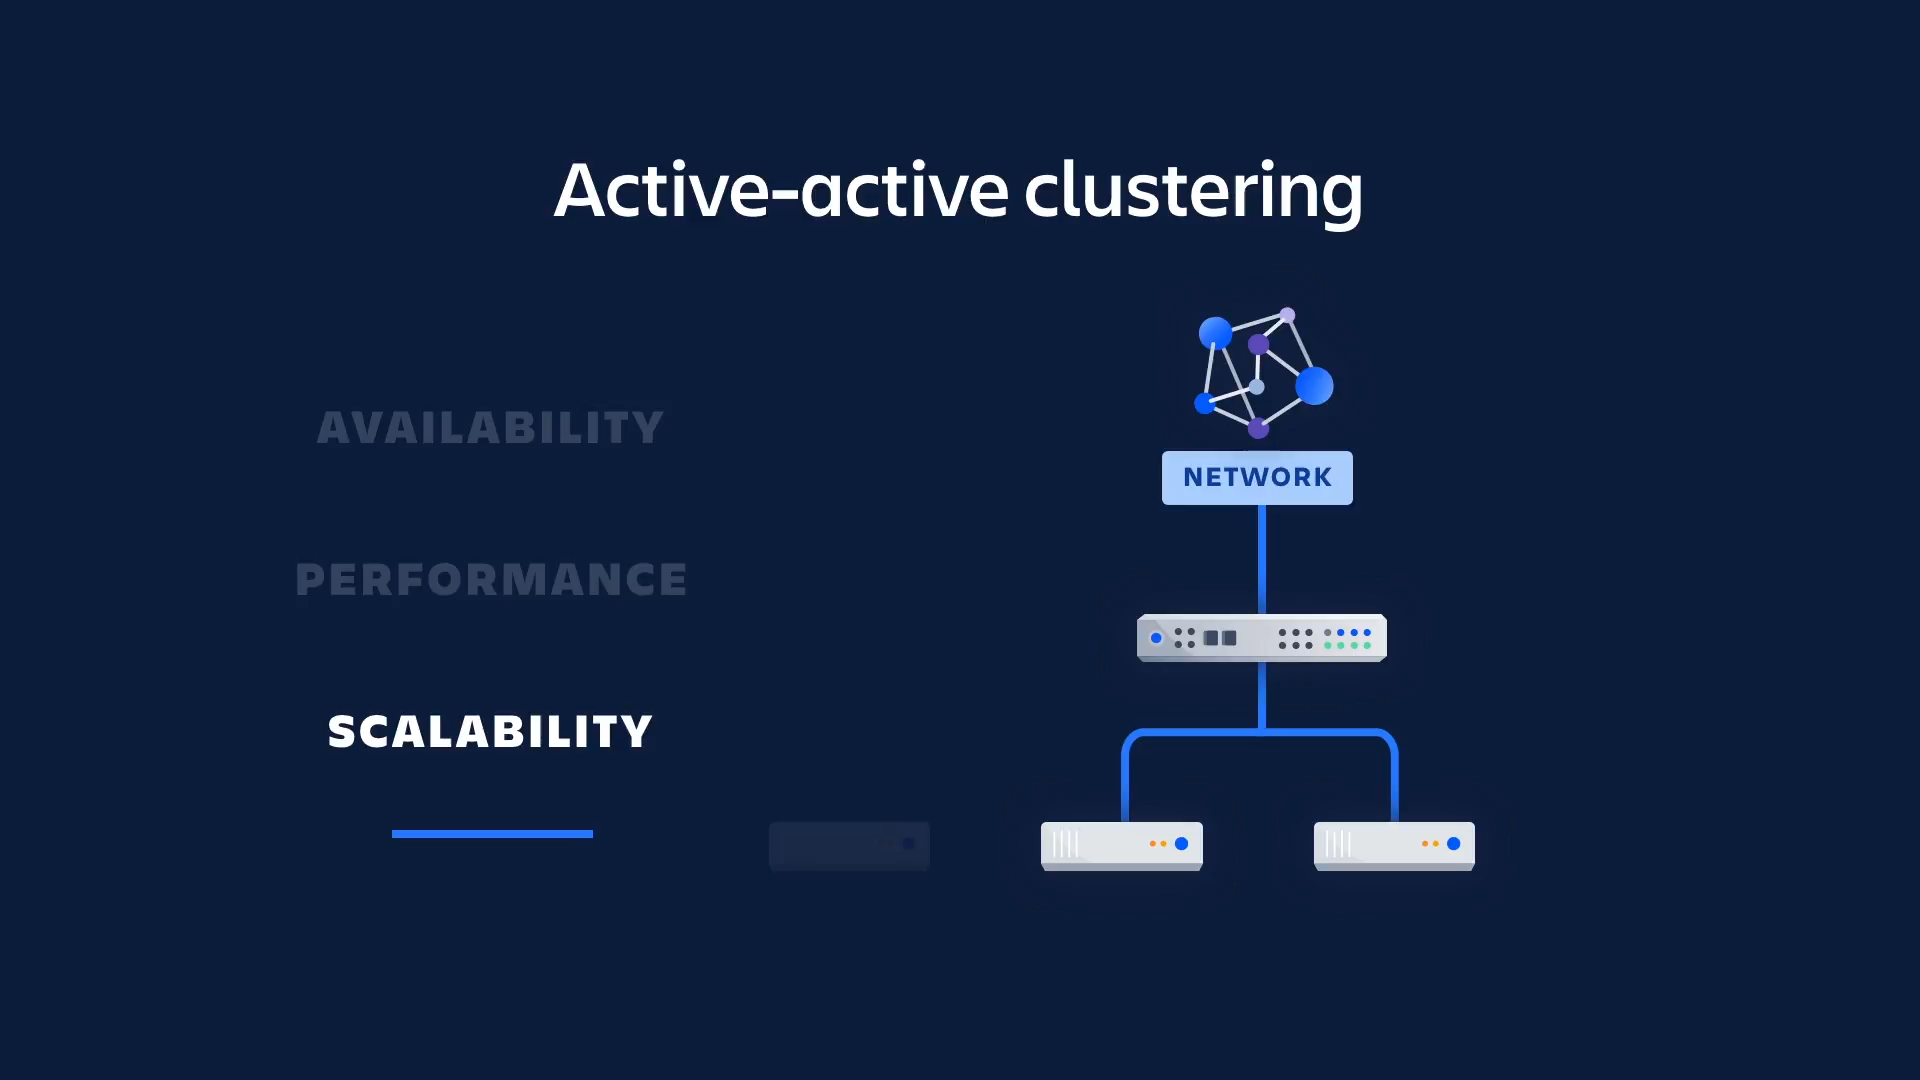 Active-active clustering
AVAILABILITY
PERFORMANCE
SCALABILITY
NETWORK